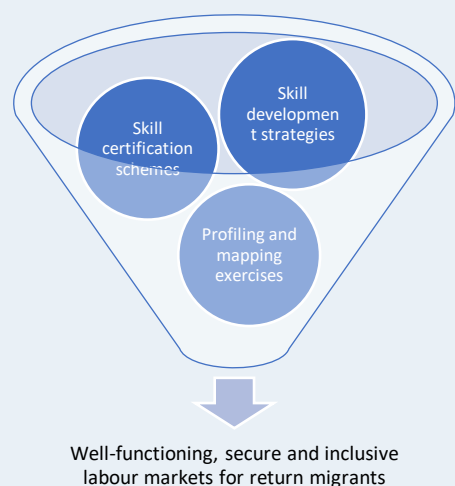 Skill
certification
schemes
Skill
developmen
t strategies
Profiling and
mapping
exercises
Well-functioning, secure and inclusive
labour markets for return migrants